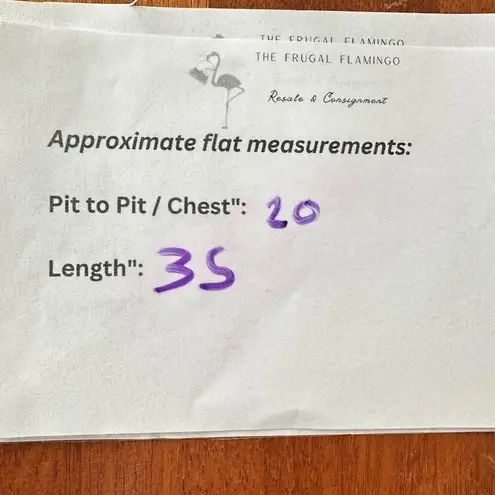 THE FRUGAL FLAMINGO
THE FRUGAL FLAMINGO
Resale & Consignment
Approximate flat measurements:
Pit to Pit / Chest": 20
Length": 35